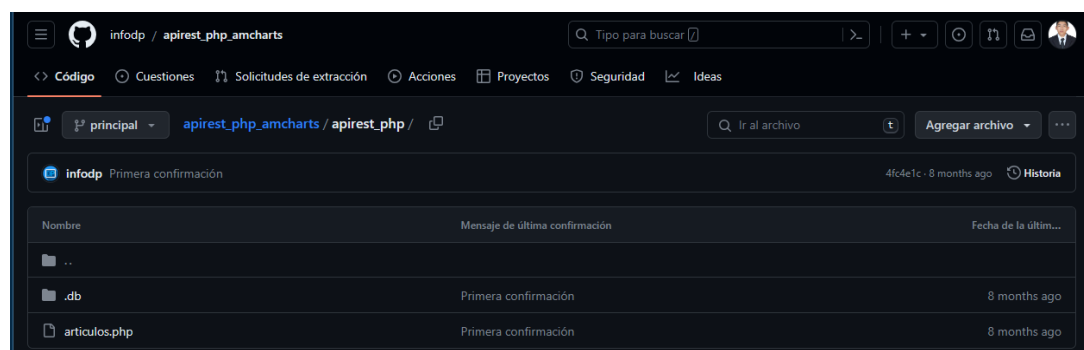 infodp / apirest_php_amcharts Tipo para buscar /
Código Cuestiones Solicitudes de extracción Acciones Proyectos Seguridad Ideas
principal apirest_php_amcharts / apirest_php / Ir al archivo t Agregar archivo
infodp Primera confirmación 4fc4e1c · 8 months ago Historia
Nombre Mensaje de última confirmación Fecha de la últim...
..
.db Primera confirmación 8 months ago
articulos.php Primera confirmación 8 months ago